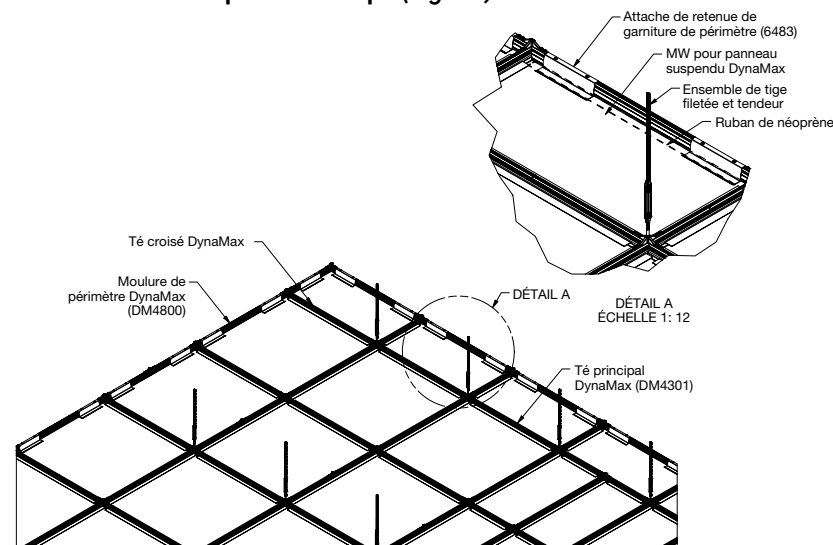 Attache de retenue de
garniture de périmètre (6483)
MW pour panneau
suspendu DynaMax
Ensemble de tige
filetée et tendeur
Ruban de néoprène
Té croisé DynaMax
Moulure de
périmètre DynaMax
(DM4800)
DÉTAIL A
DÉTAIL A
ÉCHELLE 1: 12
Té principal
DynaMax (DM4301)